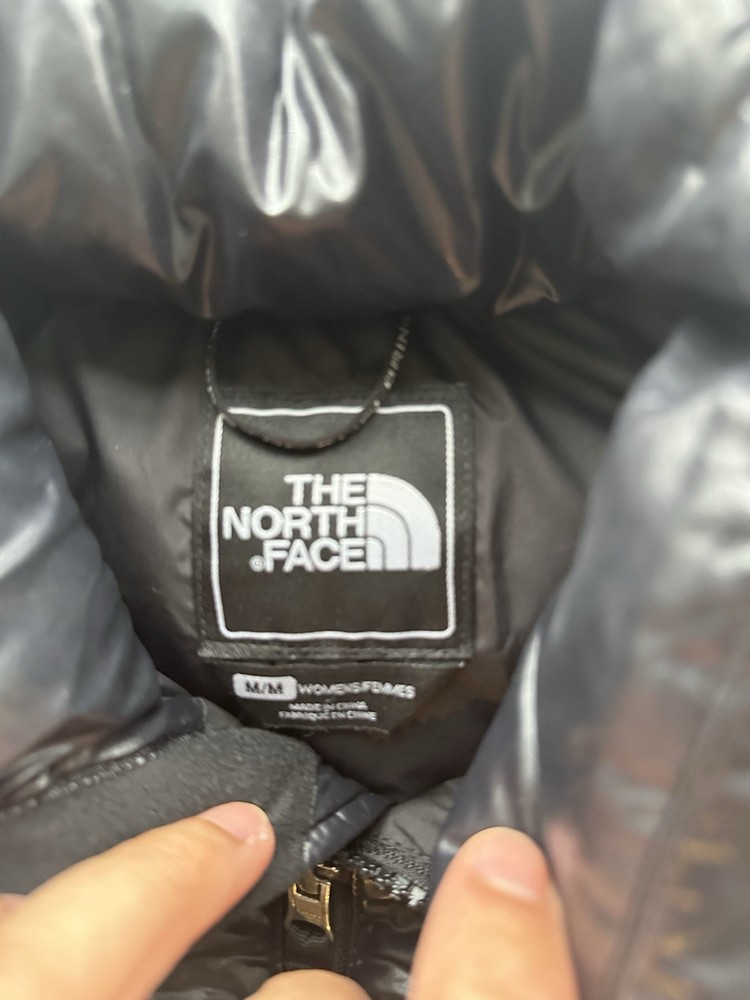 THE
NORTH
FACE
M/M WOMENS/FEMMES
MADE IN CHINA
FABRIQUÉ EN CHINE